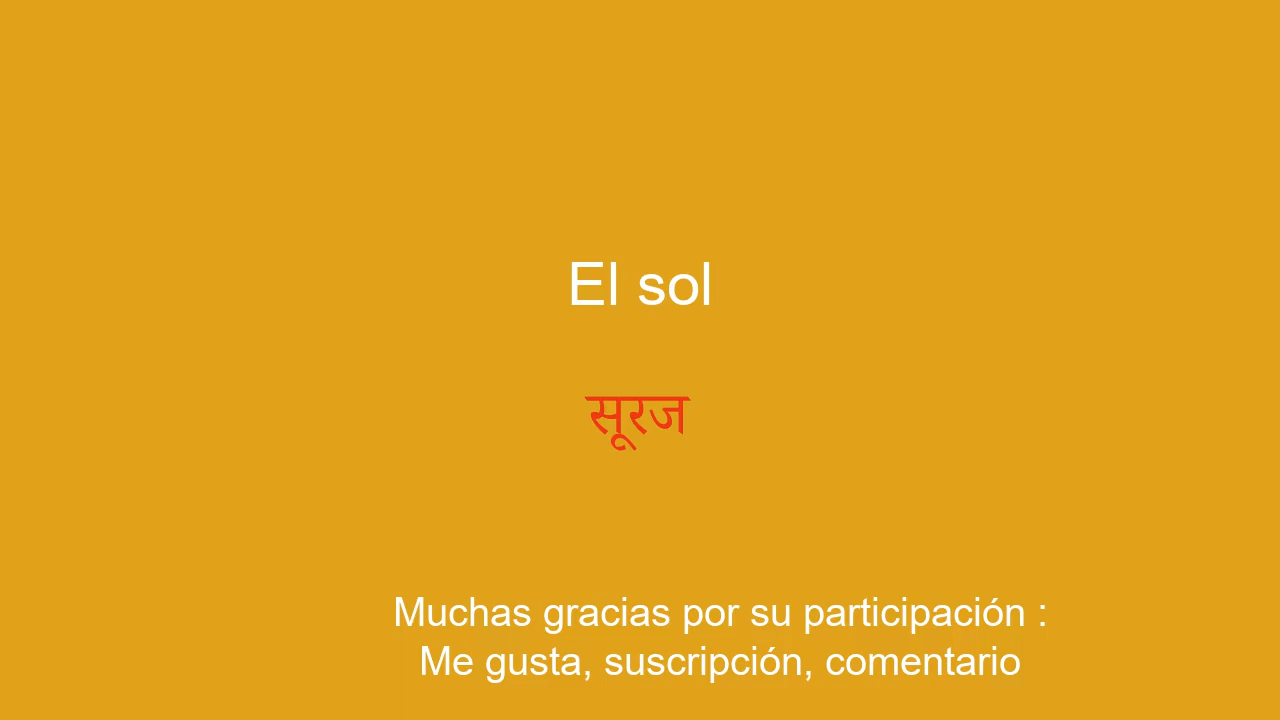 El sol
सूरज
Muchas gracias por su participación :
Me gusta, suscripción, comentario